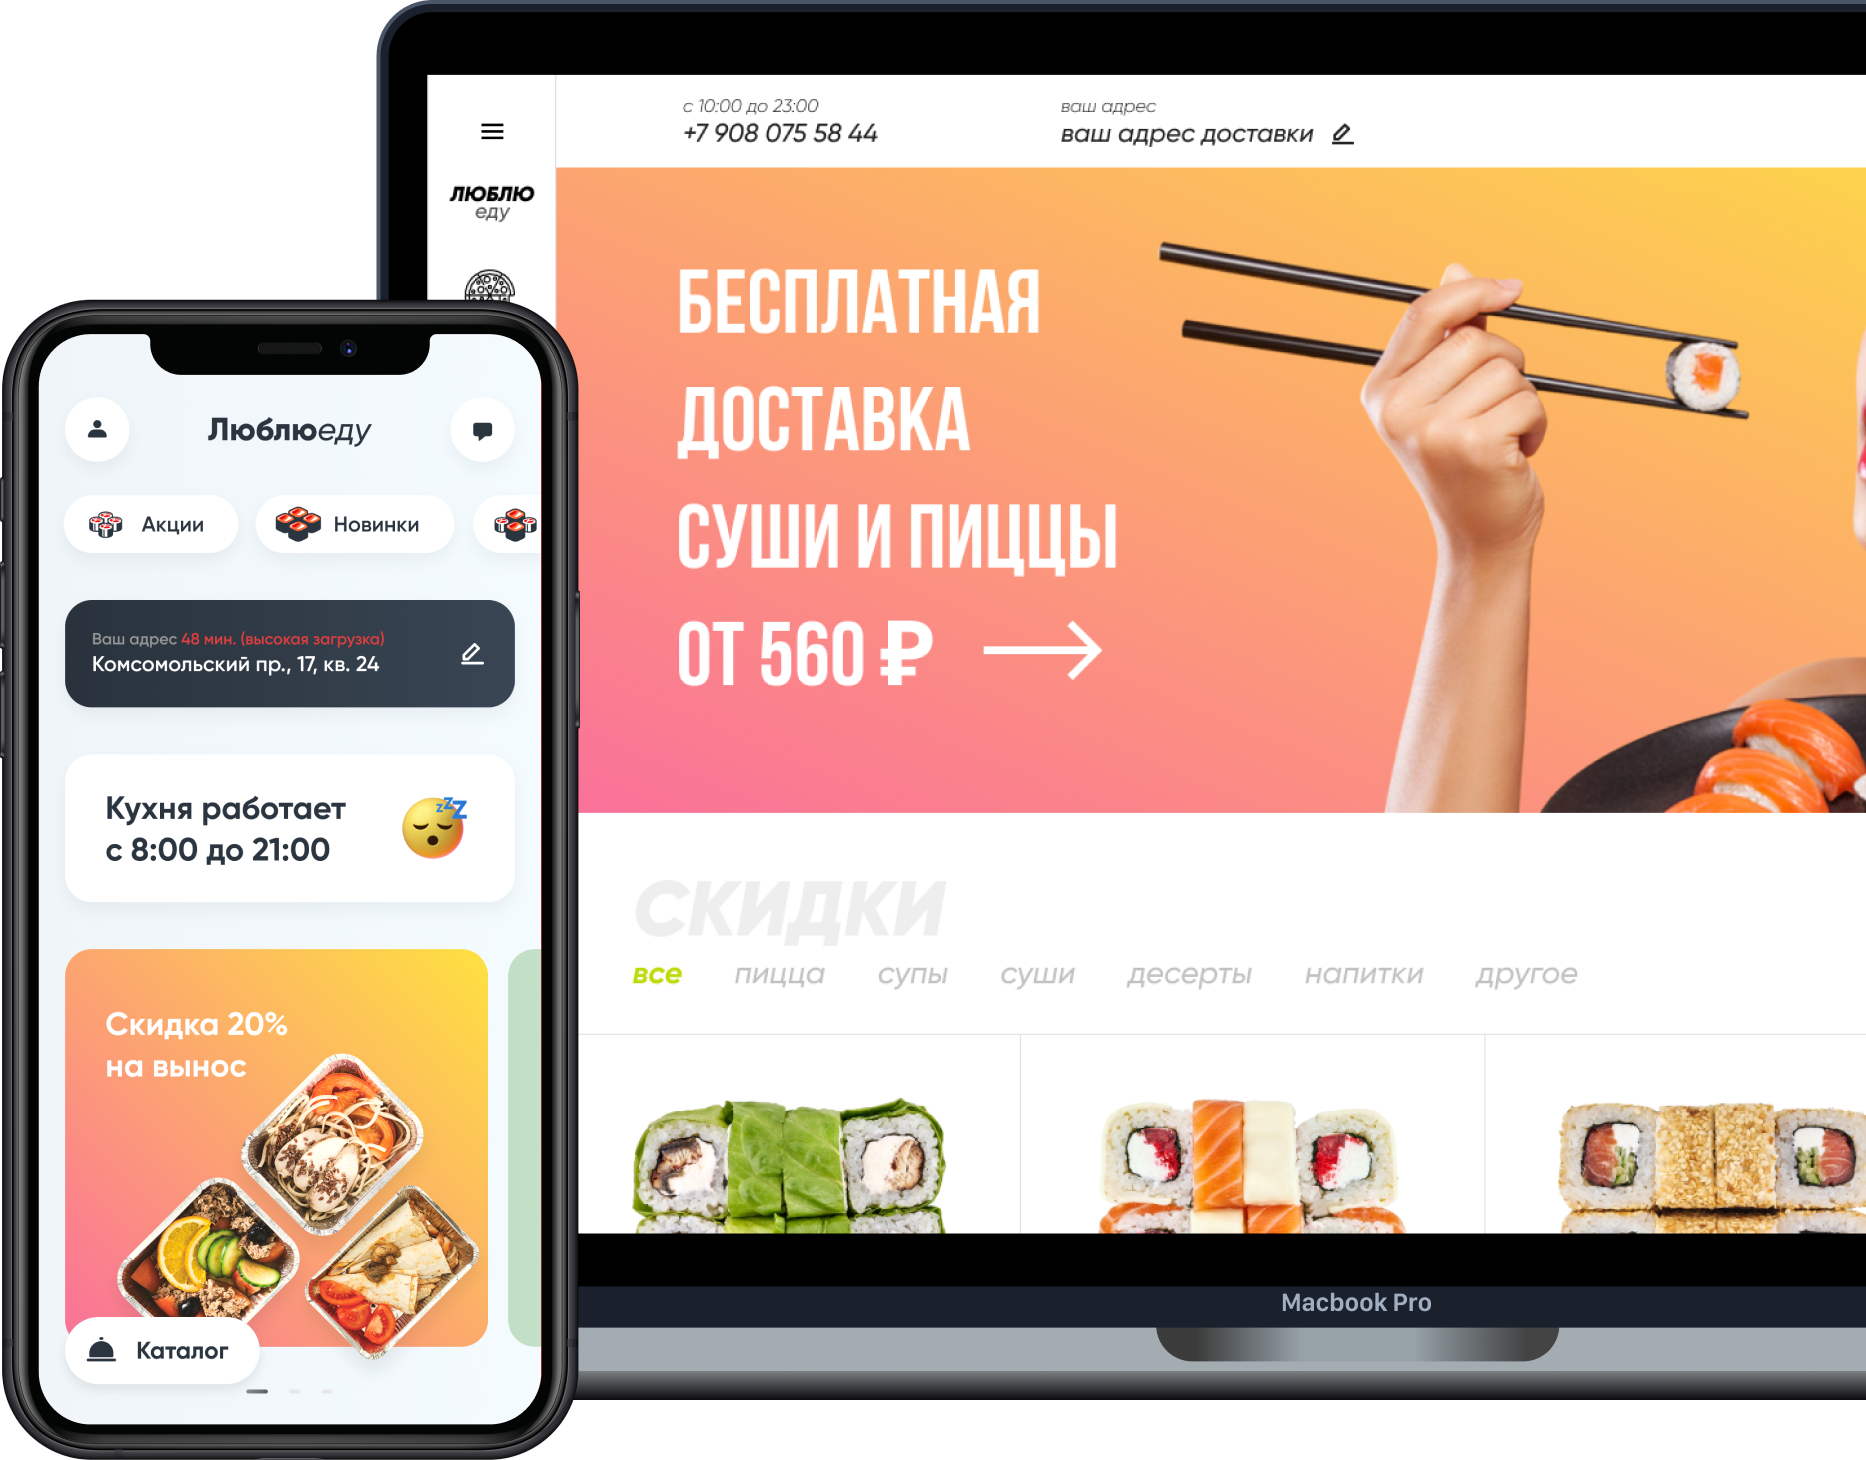 с 10:00 до 23:00
+7 908 075 58 44
ваш адрес
ваш адрес доставки
ЛЮБЛЮ
еду
БЕСПЛАТНАЯ
ДОСТАВКА
СУШИ И ПИЦЦЫ
ОТ 560 ₽
СКИДКИ
все пицца супы суши десерты напитки другое
Macbook Pro
Люблюеду
Акции
Новинки
Ваш адрес 48 мин. (высокая загрузка)
Комсомольский пр., 17, кв. 24
Кухня работает
с 8:00 до 21:00
zzz
Скидка 20%
на вынос
Каталог